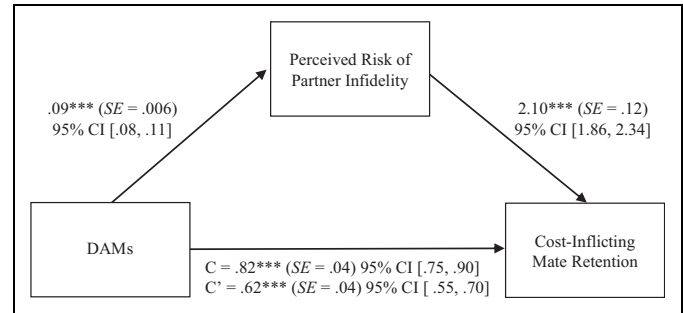 Perceived Risk of
Partner Infidelity
.09*** (SE = .006)
95% CI [.08, .11]
2.10*** (SE = .12)
95% CI [1.86, 2.34]
DAMs
C = .82*** (SE = .04) 95% CI [.75, .90]
C' = .62*** (SE = .04) 95% CI [ .55, .70]
Cost-Inflicting
Mate Retention